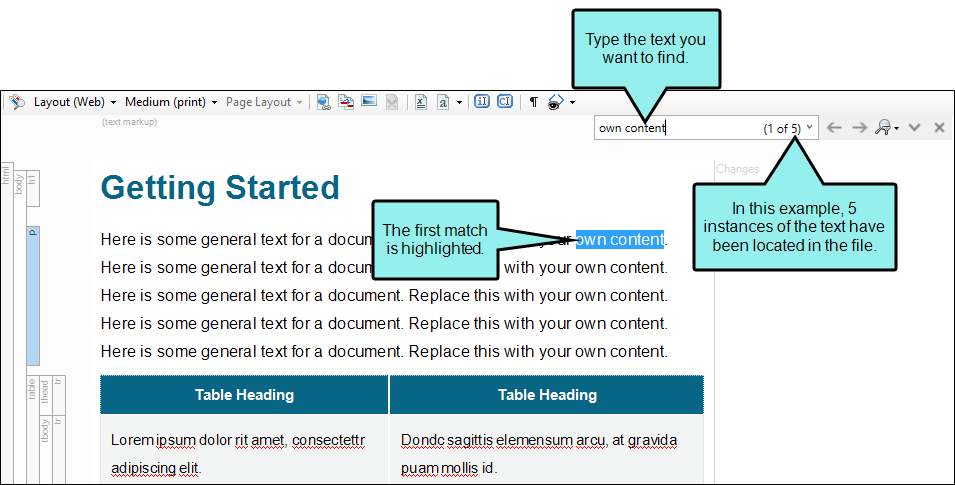 Type the text you
want to find.
Layout (Web) Medium (print) Page Layout
(text markup)
own content (1 of 5)
html
body
h1
Changes
Getting Started
In this example, 5
instances of the text have
been located in the file.
The first match
is highlighted.
p
Here is some general text for a docum your own content.
Here is some general text for a docum with your own content.
Here is some general text for a document. Replace this with your own content.
Here is some general text for a document. Replace this with your own content.
Here is some general text for a document. Replace this with your own content.
table
thead
tr
Table Heading Table Heading
tbody
tr
Lorem ipsum dolor rit amet, consectettr
adipiscing elit.
Dondc sagittis elemensum arcu, at gravida
puam mollis id.